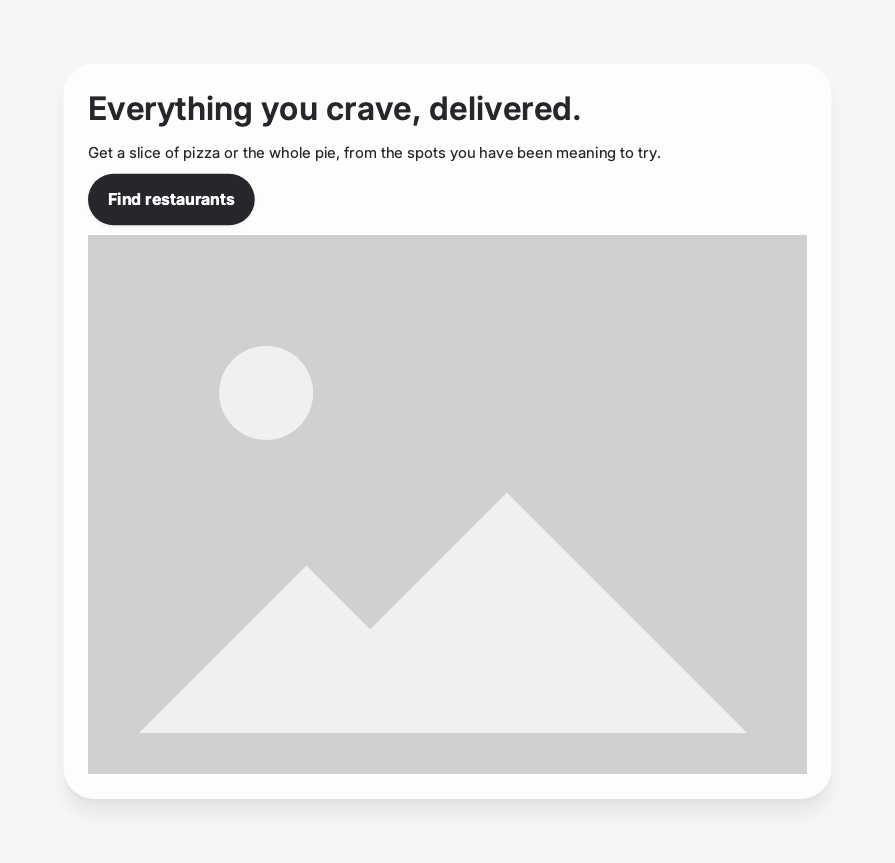 Everything you crave, delivered.
Get a slice of pizza or the whole pie, from the spots you have been meaning to try.
Find restaurants